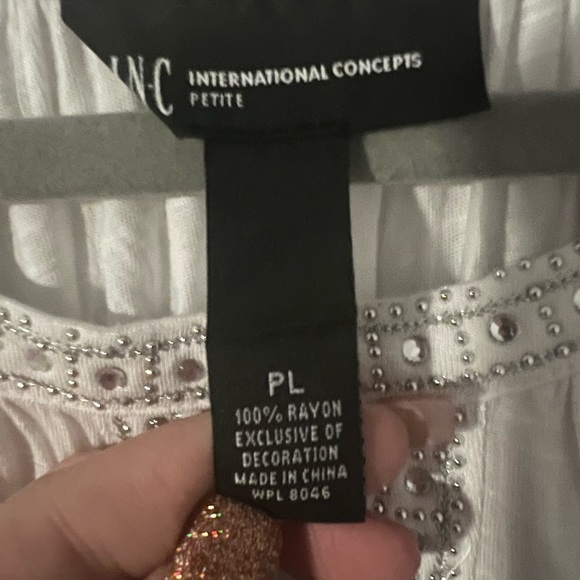 I·N·C INTERNATIONAL CONCEPTS
PETITE
PL
100% RAYON
EXCLUSIVE OF
DECORATION
MADE IN CHINA
WPL 8046